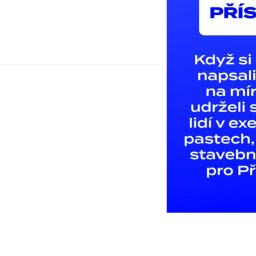 PŘÍS
Když si
napsali
na mír
udrželi s
lidí v exe
pastech,
stavebn
pro Př